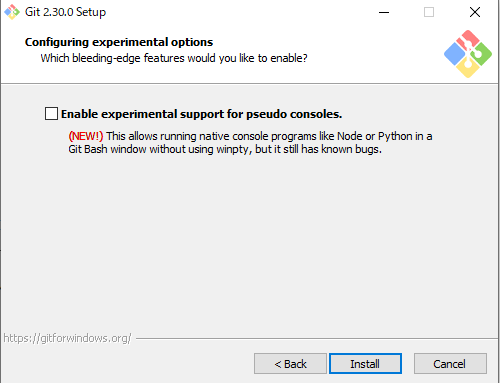 Git 2.30.0 Setup
Configuring experimental options
Which bleeding-edge features would you like to enable?
Enable experimental support for pseudo consoles.
(NEW!) This allows running native console programs like Node or Python in a
Git Bash window without using winpty, but it still has known bugs.
https://gitforwindows.org/
< Back
Install
Cancel